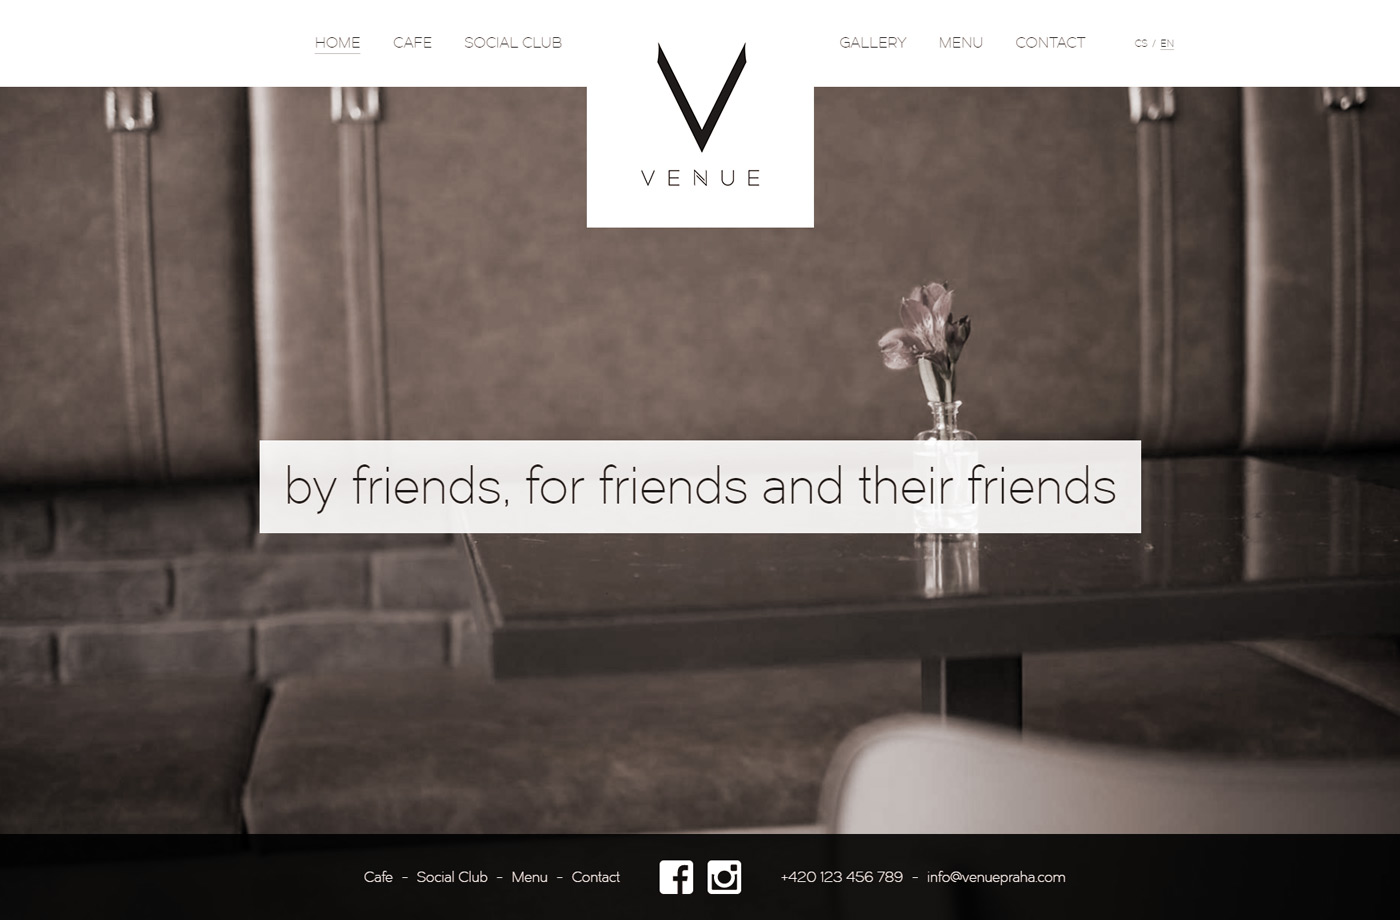 HOME CAFE SOCIAL CLUB GALLERY MENU CONTACT CS / EN
V
VENUE
by friends, for friends and their friends
Cafe - Social Club - Menu - Contact +420 123 456 789 - info@venuepraha.com